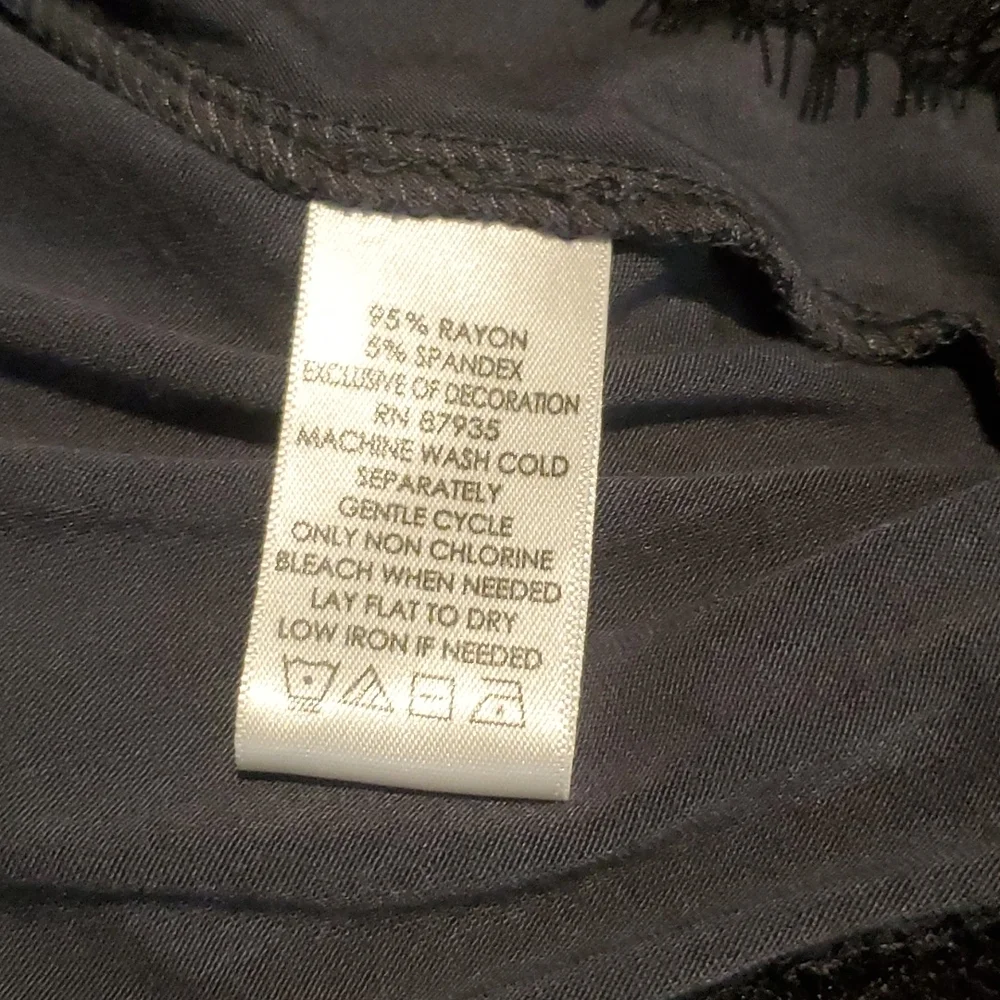 95% RAYON
5% SPANDEX
EXCLUSIVE OF DECORATION
RN 87935
MACHINE WASH COLD
SEPARATELY
GENTLE CYCLE
ONLY NON CHLORINE
BLEACH WHEN NEEDED
LAY FLAT TO DRY
LOW IRON IF NEEDED